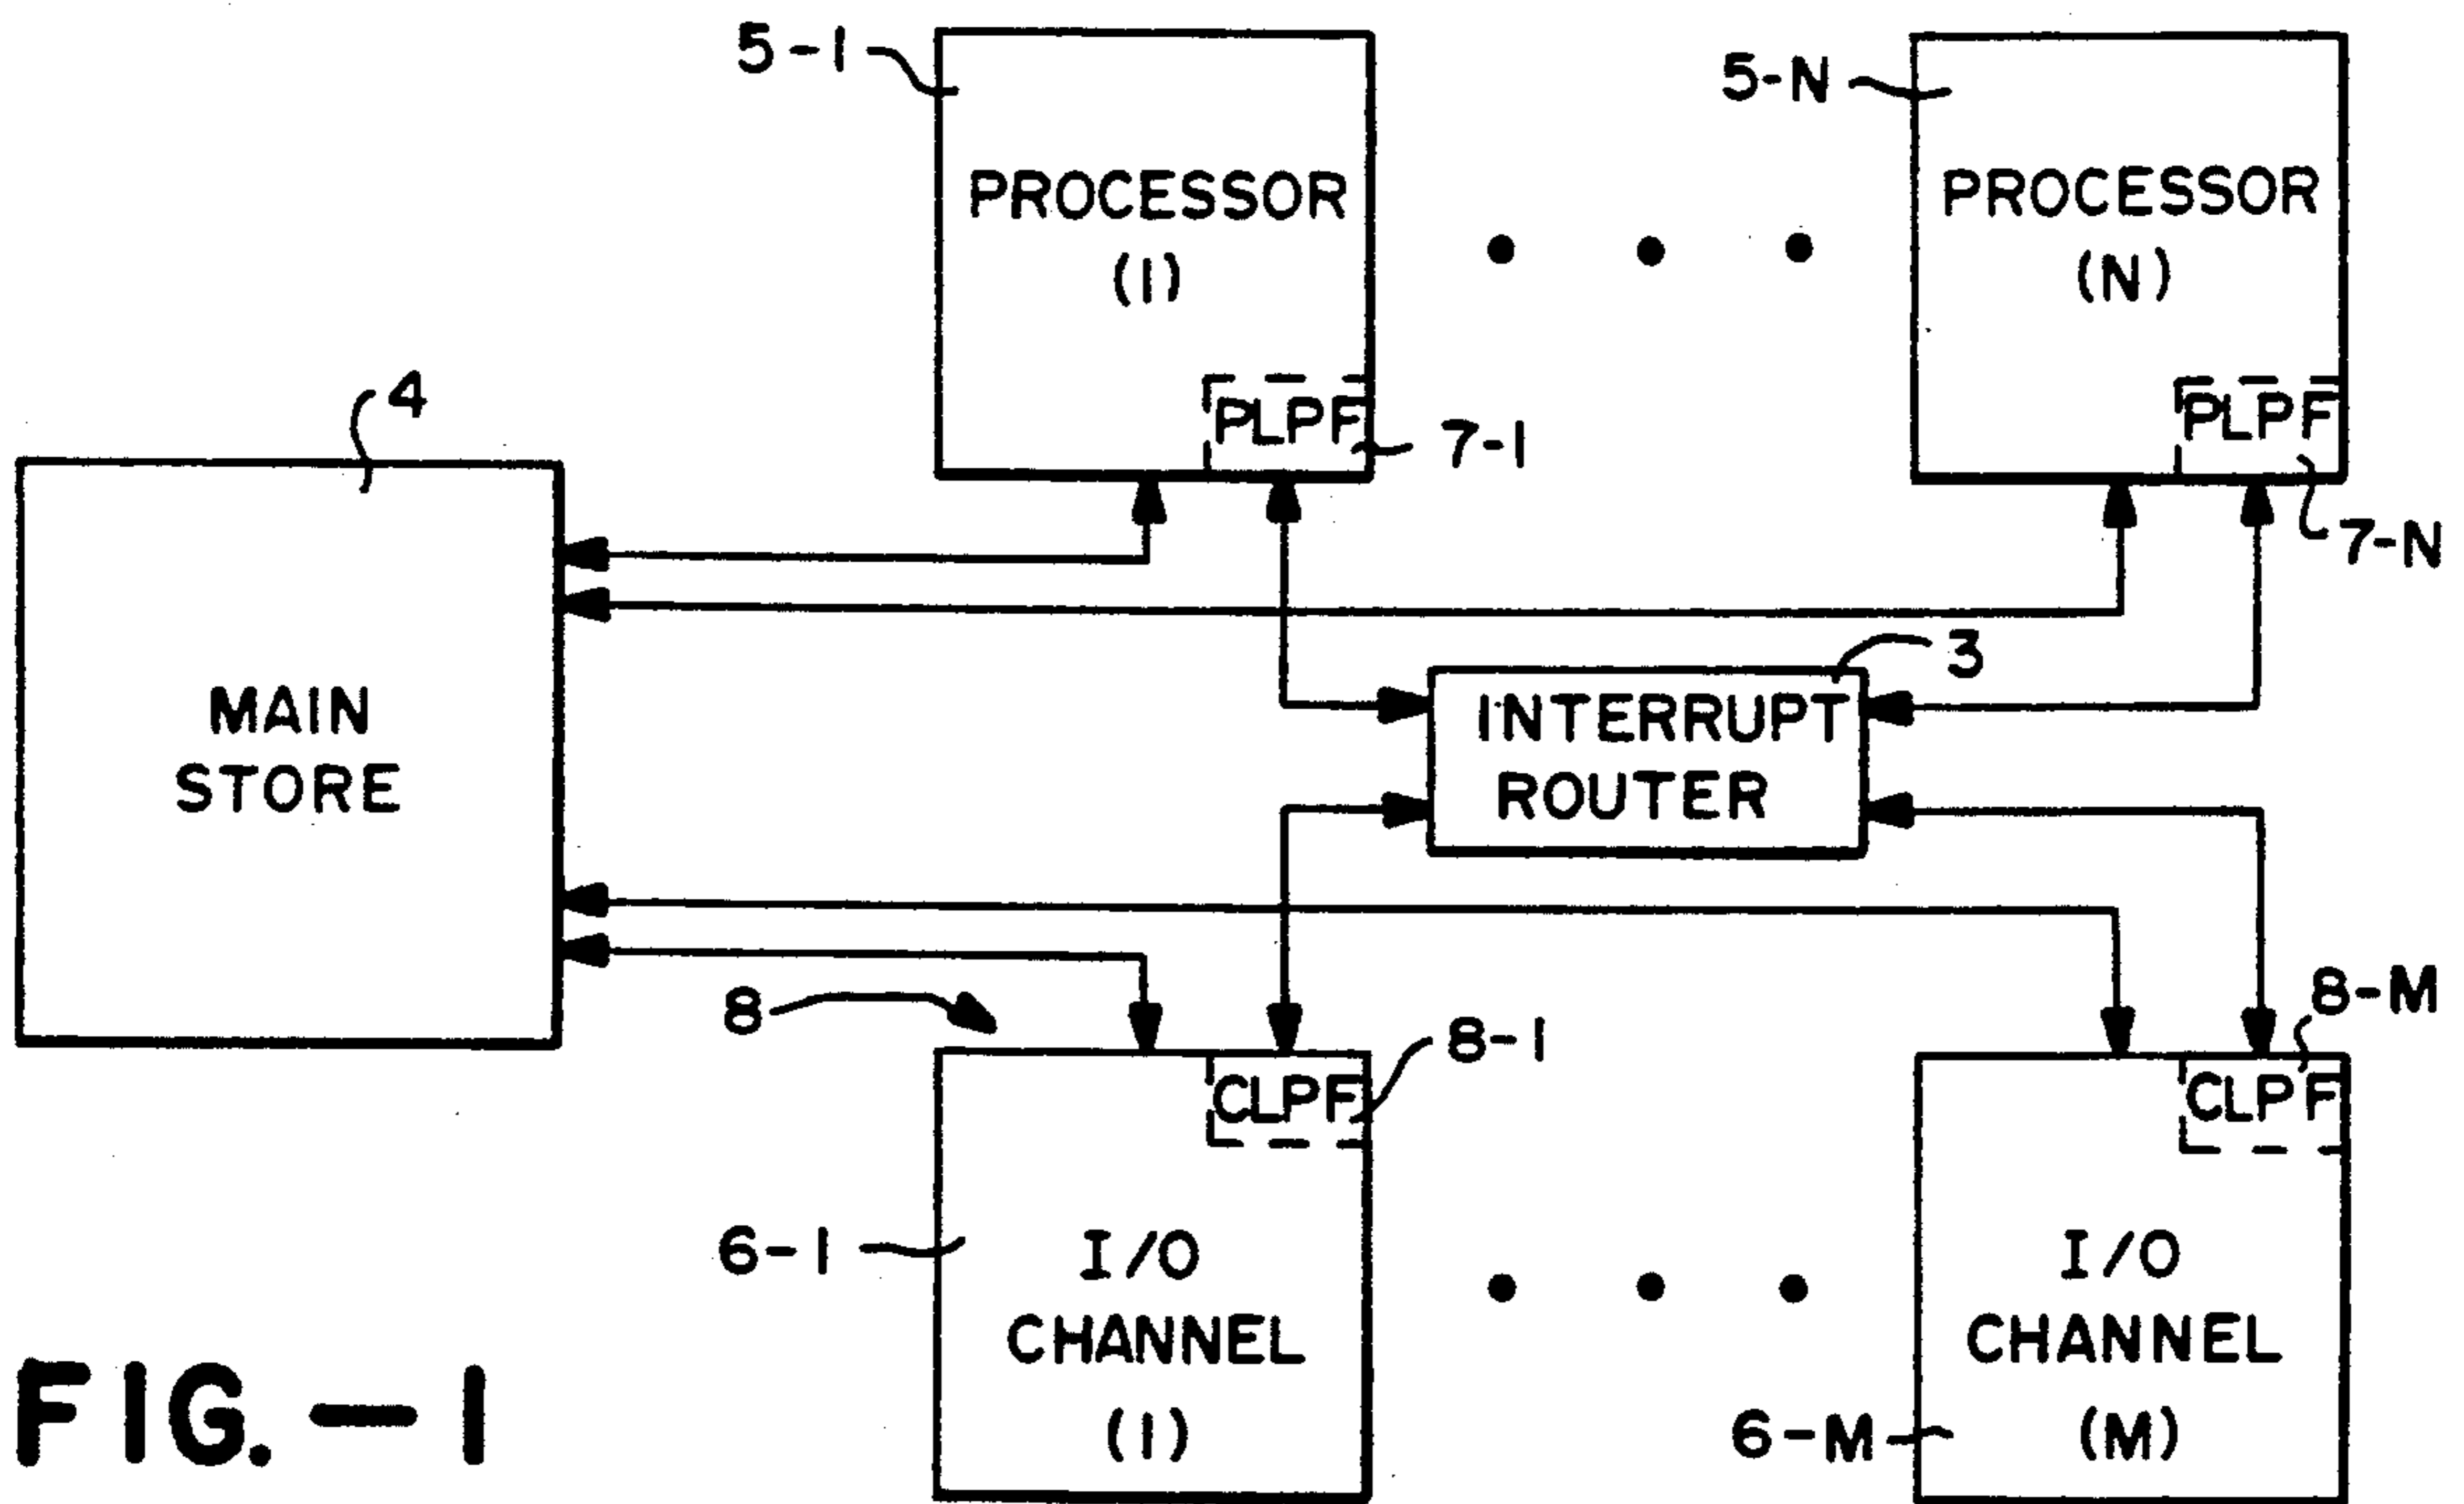 5-1
PROCESSOR
(1)
PLPF
7-1
5-N
PROCESSOR
(N)
PLPF
7-N
4
MAIN
STORE
3
INTERRUPT
ROUTER
8
8-1
CLPF
6-1
I/O
CHANNEL
(1)
8-M
CLPF
I/O
CHANNEL
(M)
6-M
FIG.-1